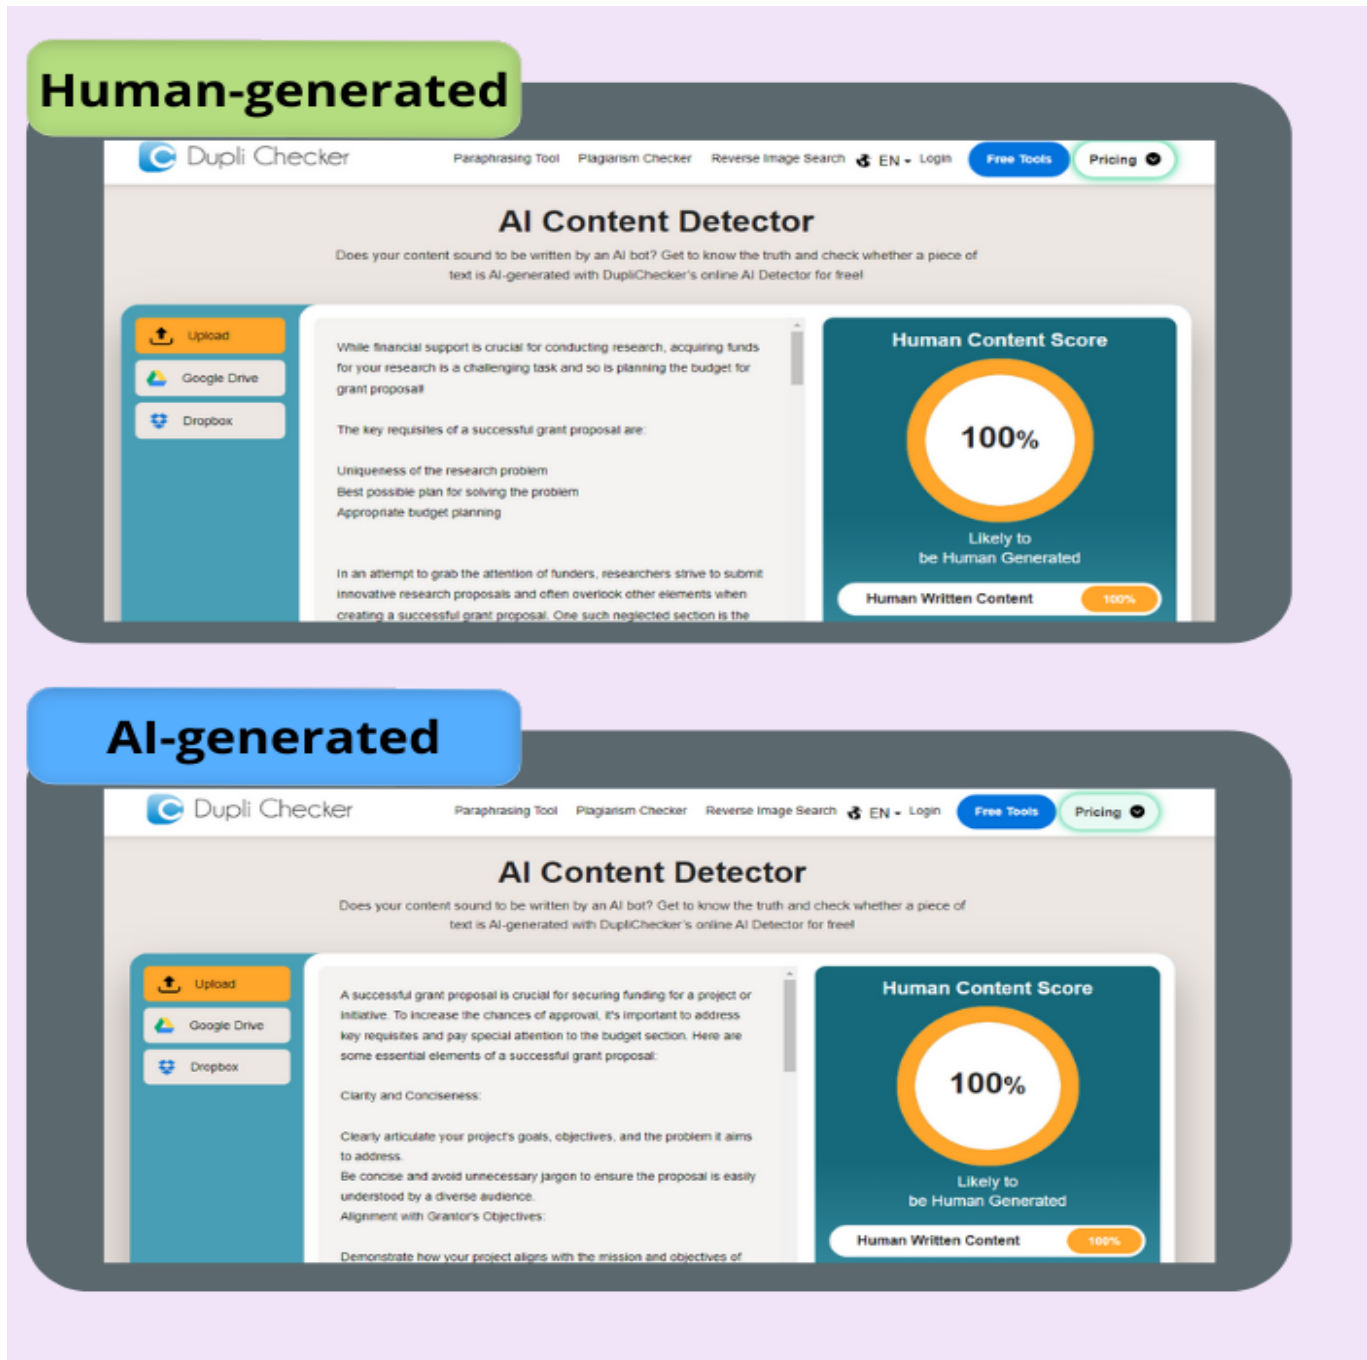 Human-generated
Dupli Checker
Paraphrasing Tool Plagiarism Checker Reverse Image Search EN Login Free Tools Pricing
AI Content Detector
Does your content sound to be written by an AI bot? Get to know the truth and check whether a piece of
text is AI-generated with DupliChecker's online AI Detector for free!
Upload
Google Drive
Dropbox
While financial support is crucial for conducting research, acquiring funds
for your research is a challenging task and so is planning the budget for
grant proposal!
The key requisites of a successful grant proposal are:
Uniqueness of the research problem
Best possible plan for solving the problem
Appropriate budget planning
In an attempt to grab the attention of funders, researchers strive to submit
innovative research proposals and often overlook other elements when
creating a successful grant proposal. One such neglected section is the
Human Content Score
100%
Likely to
be Human Generated
Human Written Content 100%
AI-generated
Dupli Checker
Paraphrasing Tool Plagiarism Checker Reverse Image Search EN Login Free Tools Pricing
AI Content Detector
Does your content sound to be written by an AI bot? Get to know the truth and check whether a piece of
text is AI-generated with DupliChecker's online AI Detector for free!
Upload
Google Drive
Dropbox
A successful grant proposal is crucial for securing funding for a project or
initiative. To increase the chances of approval, it's important to address
key requisites and pay special attention to the budget section. Here are
some essential elements of a successful grant proposal:
Clarity and Conciseness:
Clearly articulate your project's goals, objectives, and the problem it aims
to address.
Be concise and avoid unnecessary jargon to ensure the proposal is easily
understood by a diverse audience.
Alignment with Grantor's Objectives:
Demonstrate how your project aligns with the mission and objectives of
Human Content Score
100%
Likely to
be Human Generated
Human Written Content 100%